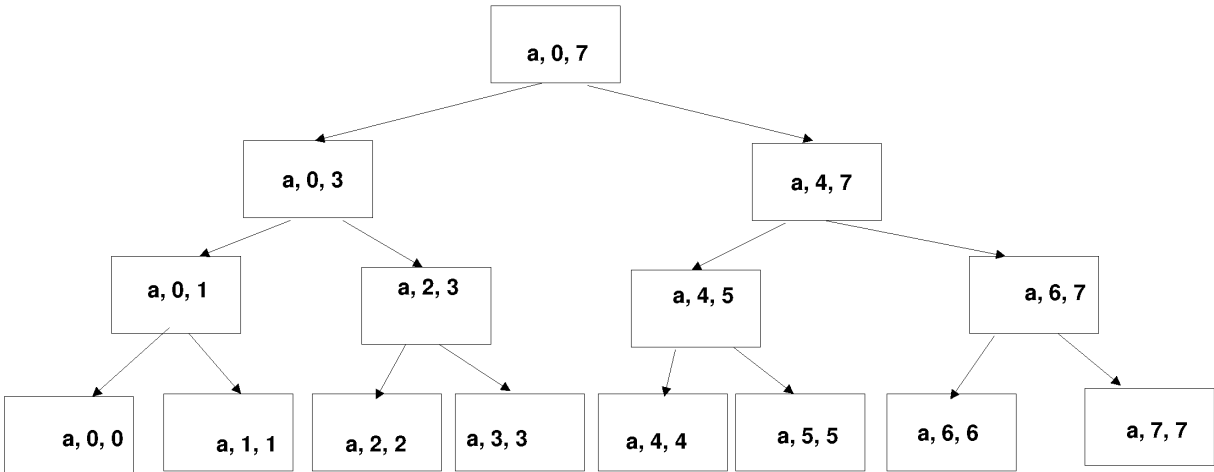 a, 0, 7
a, 0, 3
a, 4, 7
a, 0, 1
a, 2, 3
a, 4, 5
a, 6, 7
a, 0, 0
a, 1, 1
a, 2, 2
a, 3, 3
a, 4, 4
a, 5, 5
a, 6, 6
a, 7, 7